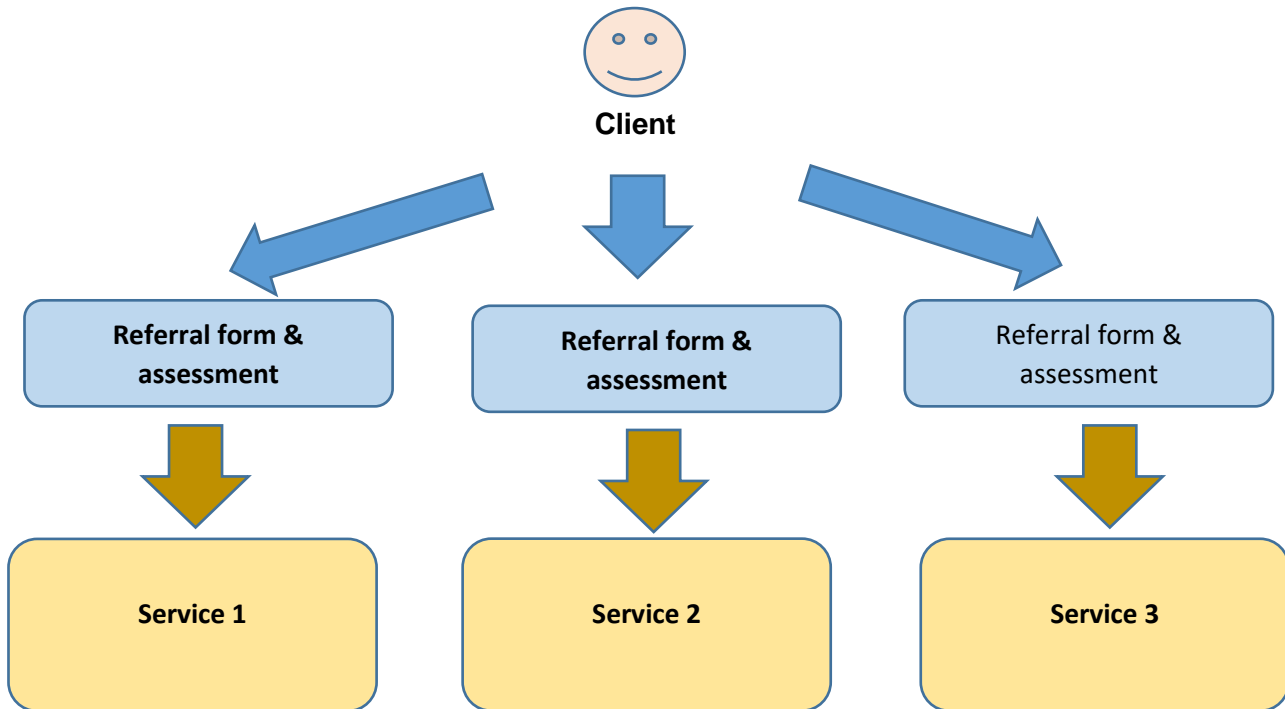 Client
Referral form &
assessment
Referral form &
assessment
Referral form &
assessment
Service 1
Service 2
Service 3